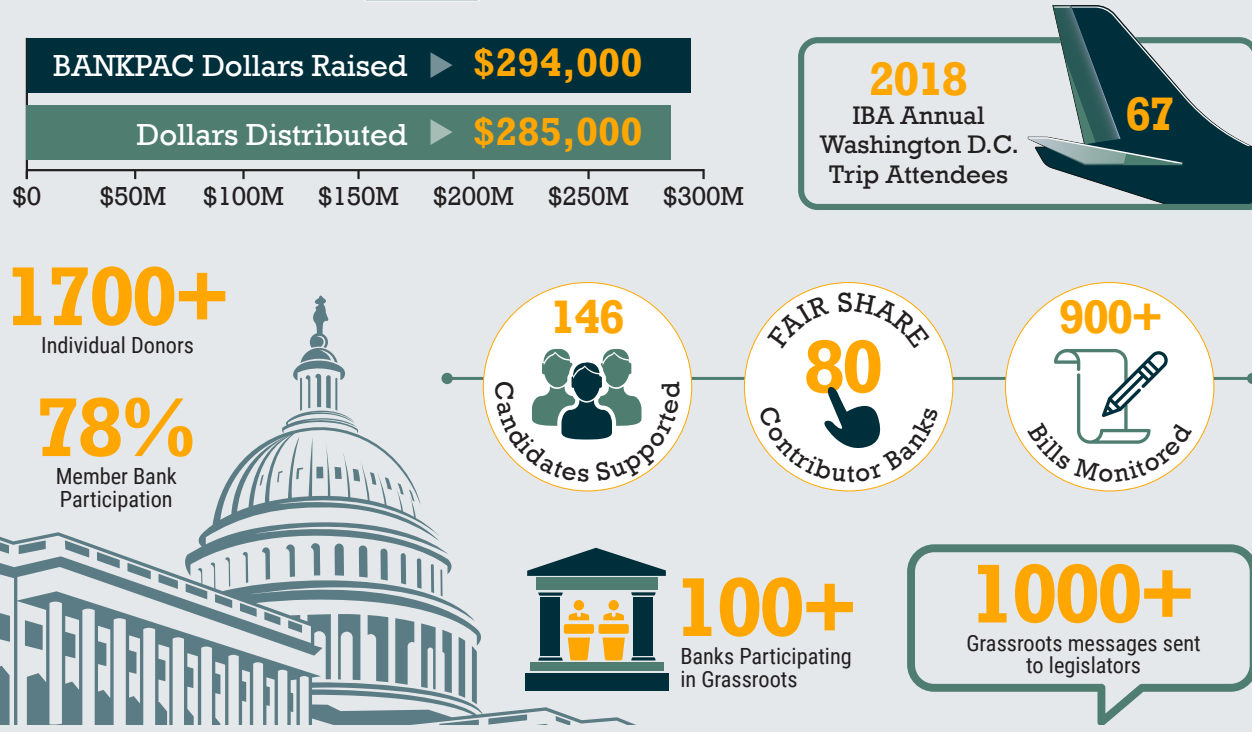 BANKPAC Dollars Raised ▶ $294,000
Dollars Distributed ▶ $285,000
$0 $50M $100M $150M $200M $250M $300M
2018
IBA Annual
Washington D.C.
Trip Attendees
67
1700+
Individual Donors
78%
Member Bank
Participation
146
Candidates Supported
FAIR SHARE
80
Contributor Banks
900+
Bills Monitored
100+
Banks Participating
in Grassroots
1000+
Grassroots messages sent
to legislators